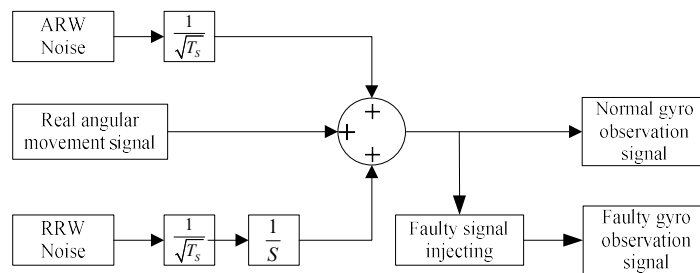 ARW
Noise
1
√Ts
+
Real angular
movement signal
+
+
Normal gyro
observation
signal
RRW
Noise
1
√Ts
1
S
Faulty signal
injecting
Faulty gyro
observation
signal